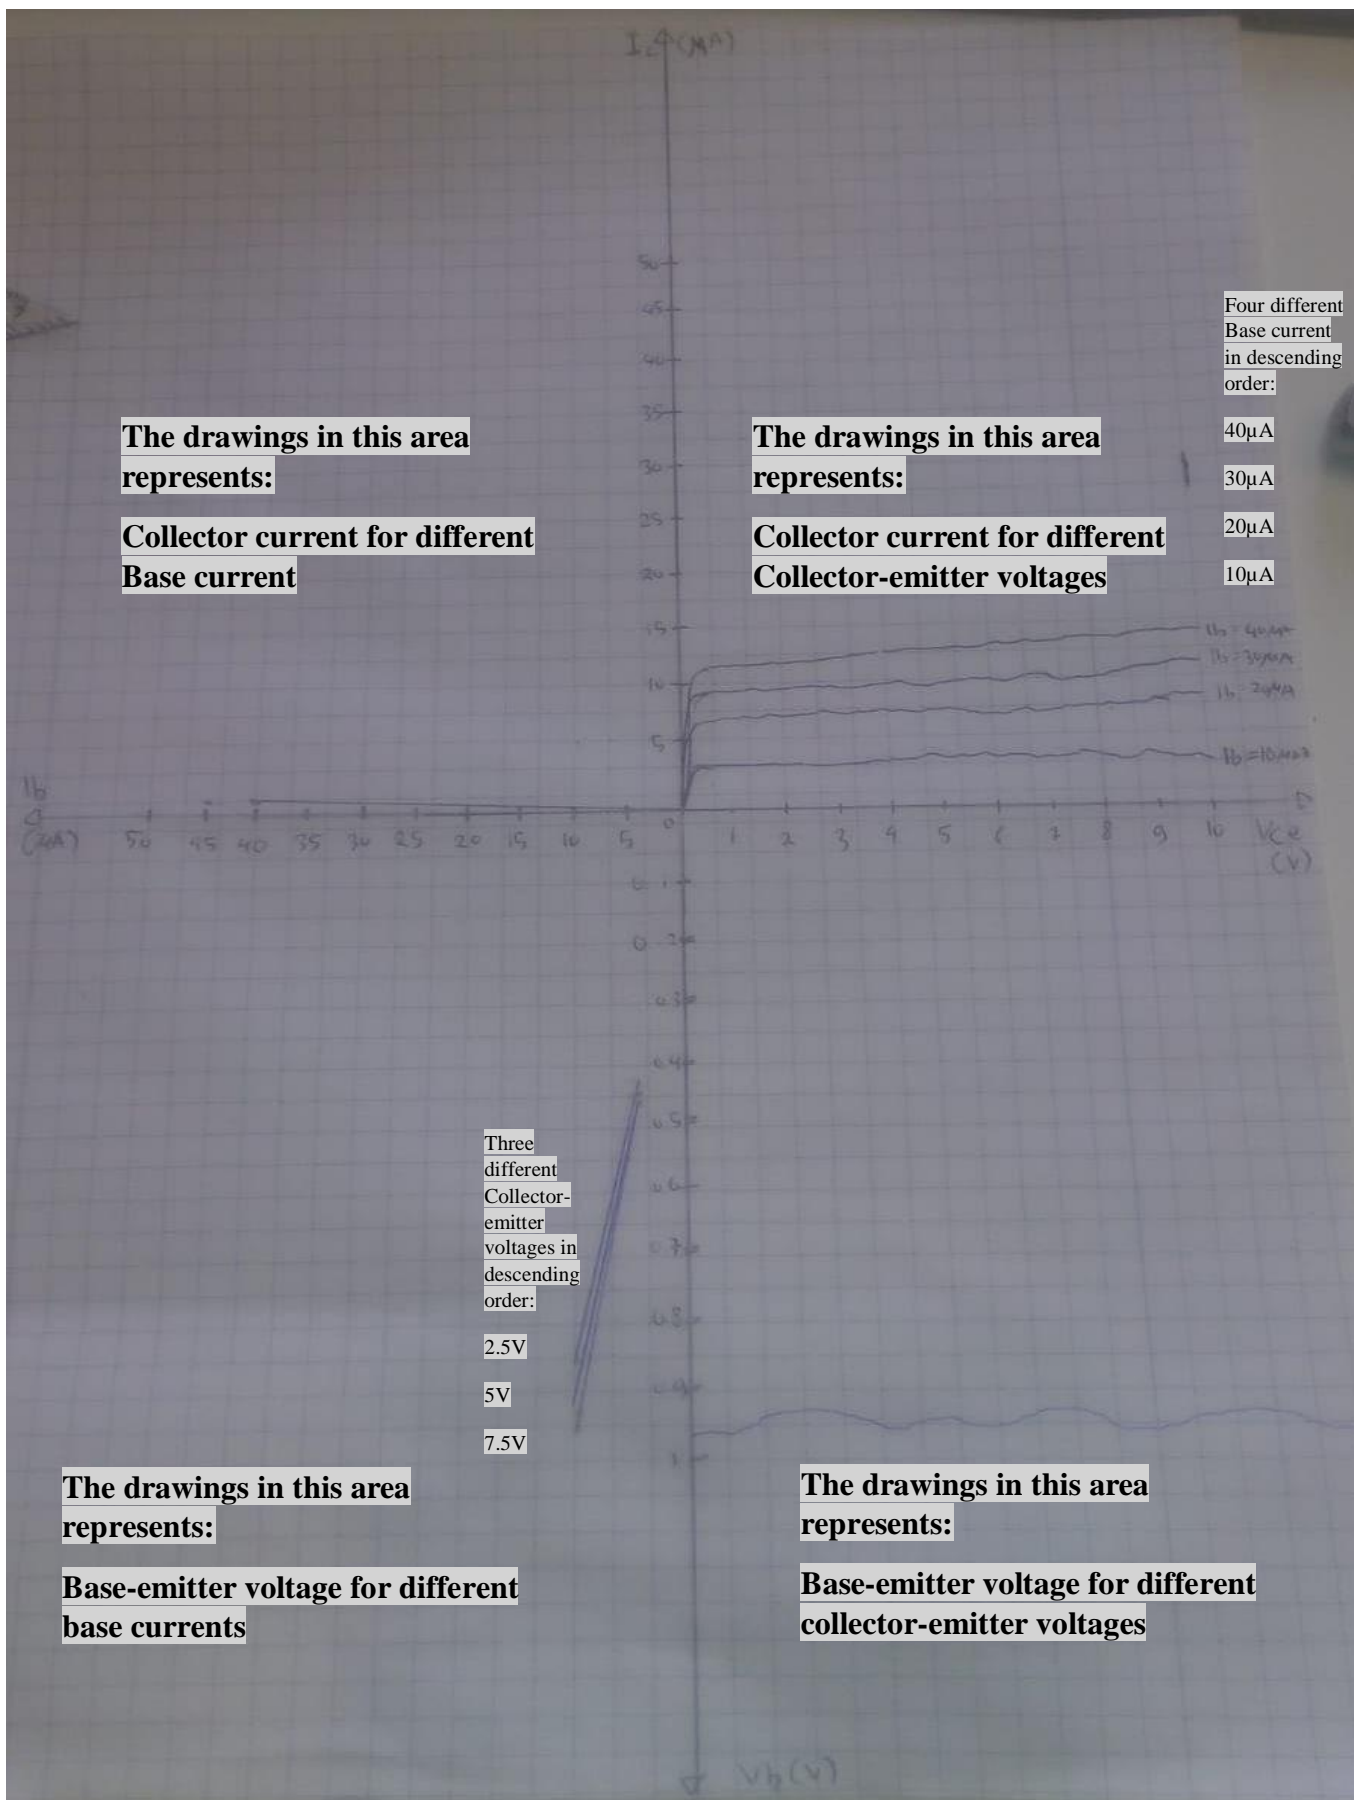 Ic (mA)
50
45
40
35
30
25
20
15
10
5
Four different
Base current
in descending
order:
40µA
30µA
20µA
10µA
The drawings in this area
represents:
Collector current for different
Base current
The drawings in this area
represents:
Collector current for different
Collector-emitter voltages
Ib = 40µA
Ib = 30µA
Ib = 20µA
Ib = 10µA
Ib
(µA)
50 45 40 35 30 25 20 15 10 5 0 1 2 3 4 5 6 7 8 9 10 Vce
(V)
0.1
0.2
0.3
0.4
0.5
0.6
0.7
0.8
0.9
1
Three
different
Collector-
emitter
voltages in
descending
order:
2.5V
5V
7.5V
The drawings in this area
represents:
Base-emitter voltage for different
base currents
The drawings in this area
represents:
Base-emitter voltage for different
collector-emitter voltages
Vb (V)